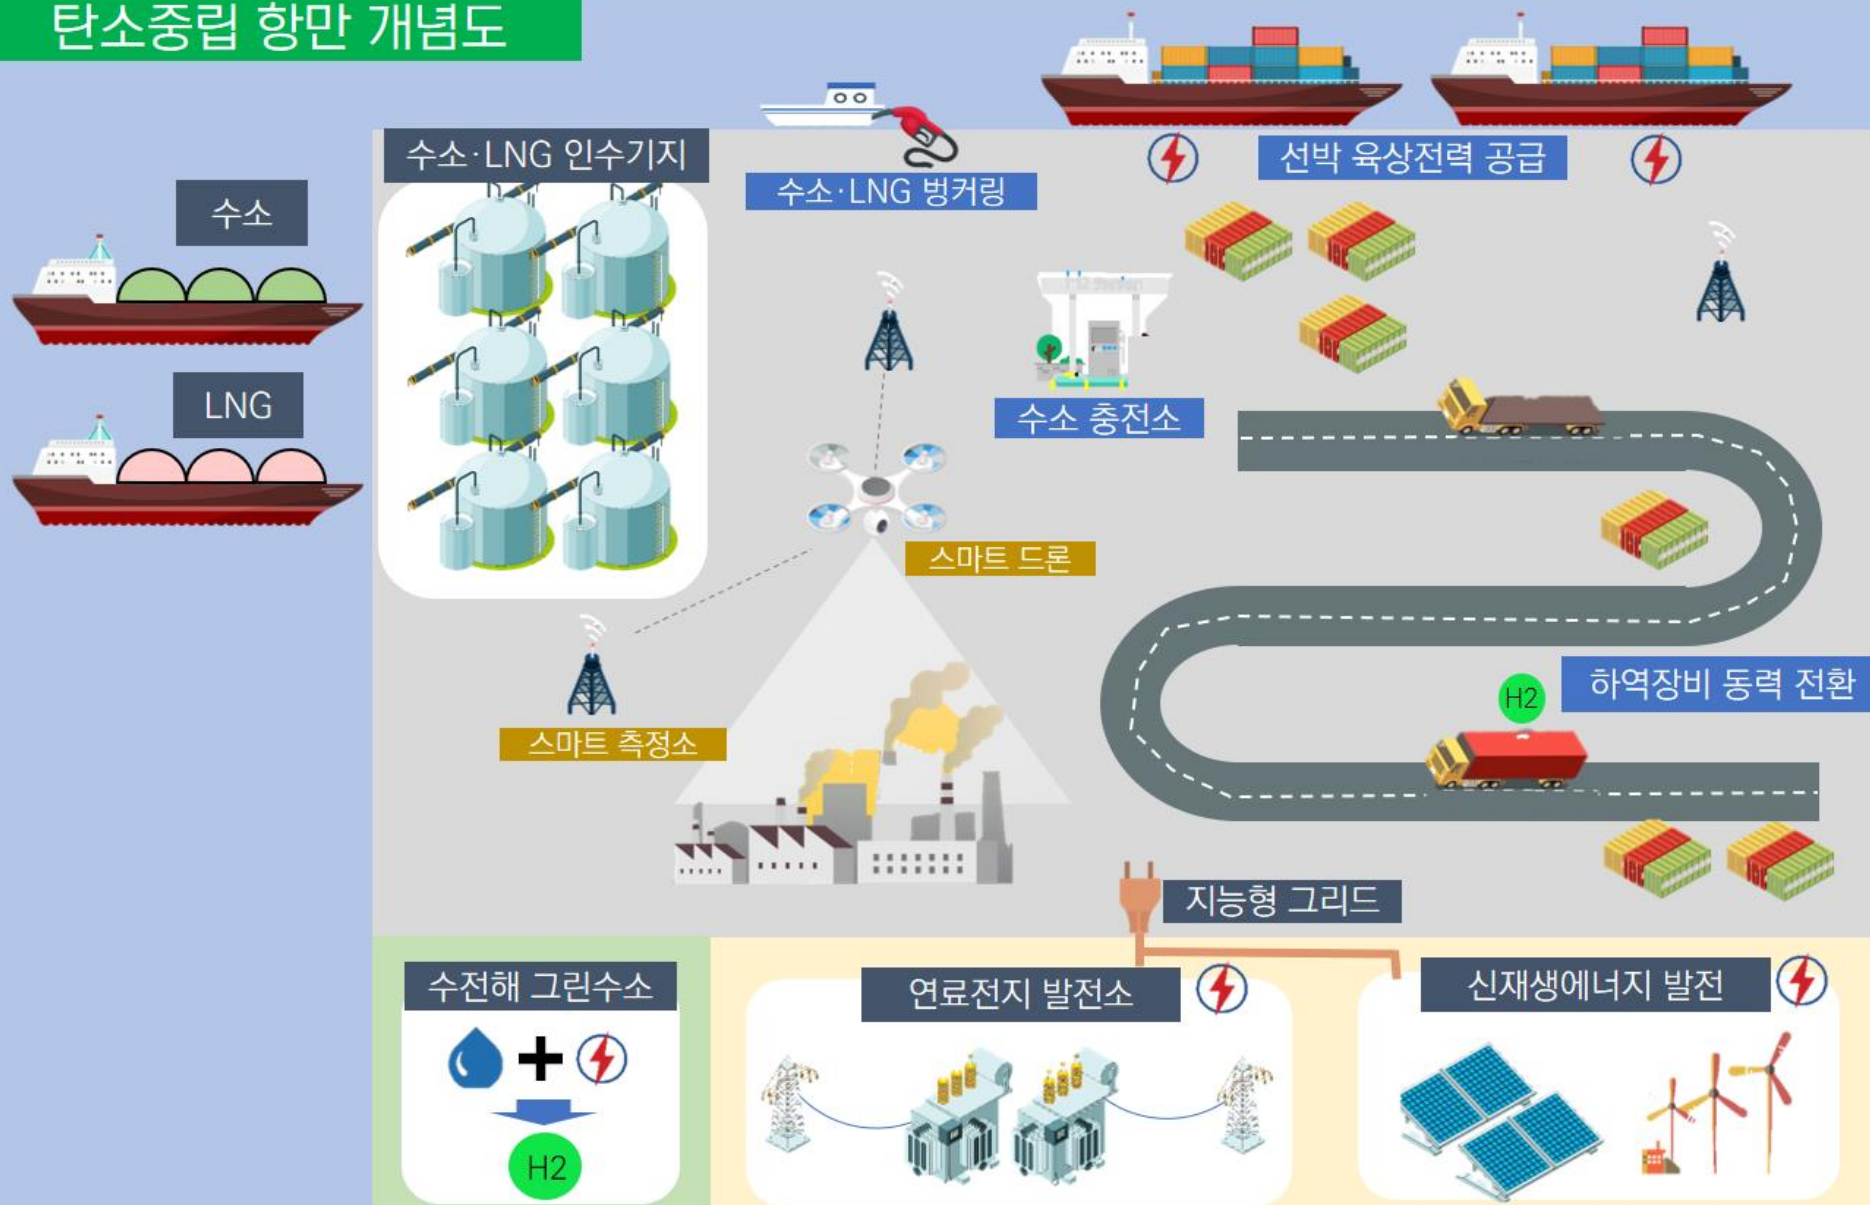 탄소중립 항만 개념도
수소·LNG 인수기지
수소·LNG 벙커링
선박 육상전력 공급
수소
LNG
수소 충전소
스마트 드론
스마트 측정소
H2
하역장비 동력 전환
지능형 그리드
수전해 그린수소
+
H2
연료전지 발전소
신재생에너지 발전